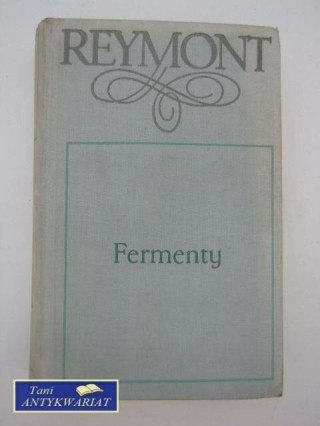 REYMONT
Fermenty
Tani
ANTYKWARIAT